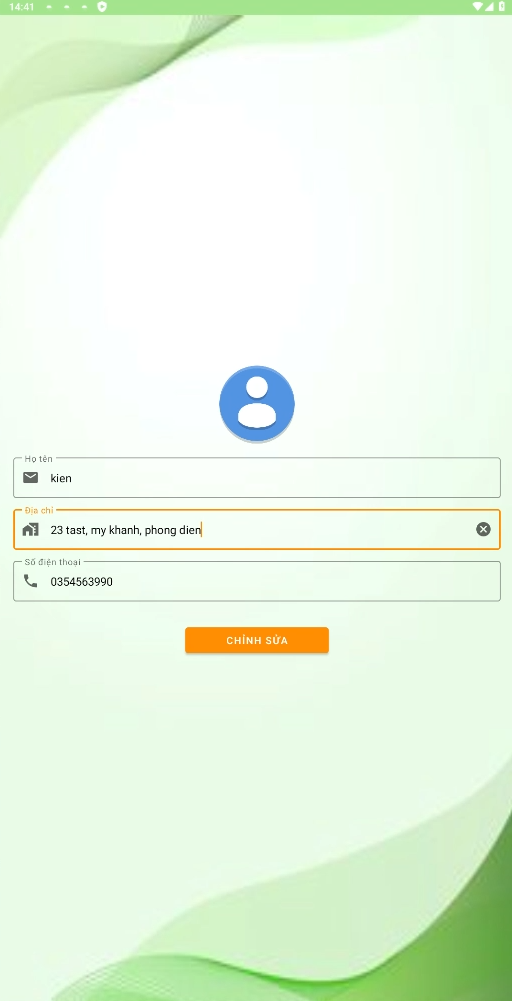 14:41
Họ tên
kien
Địa chỉ
23 tast, my khanh, phong dien
Số điện thoại
0354563990
CHỈNH SỬA